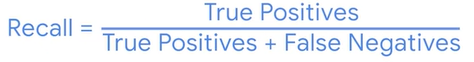 Recall = True Positives
True Positives + False Negatives